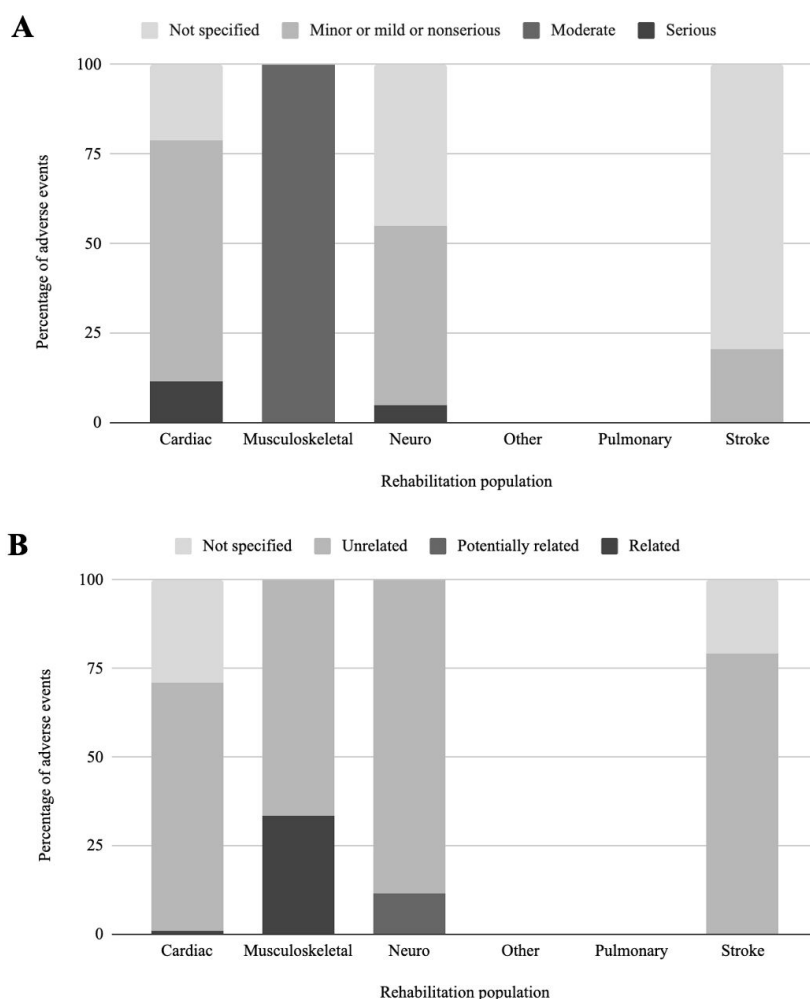 A
Not specified Minor or mild or nonserious Moderate Serious
100
75
50
25
0
Percentage of adverse events
Cardiac Musculoskeletal Neuro Other Pulmonary Stroke
Rehabilitation population
B
Not specified Unrelated Potentially related Related
100
75
50
25
0
Percentage of adverse events
Cardiac Musculoskeletal Neuro Other Pulmonary Stroke
Rehabilitation population